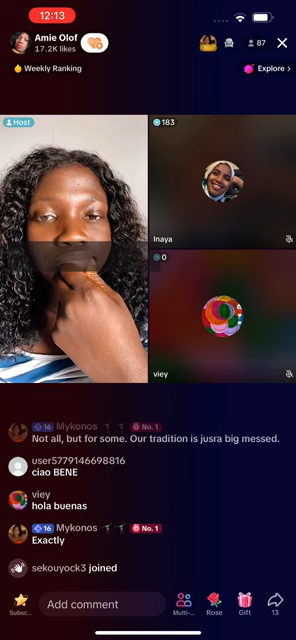 12:13
Amie Olof
17.2K likes
87
Weekly Ranking
Explore >
Host
183
Inaya
0
viey
16 Mykonos No. 1
Not all, but for some. Our tradition is jusra big messed.
user5779146698816
ciao BENE
viey
hola buenas
16 Mykonos No. 1
Exactly
sekouyock3 joined
Add comment
Subsc... Multi-... Rose Gift 13